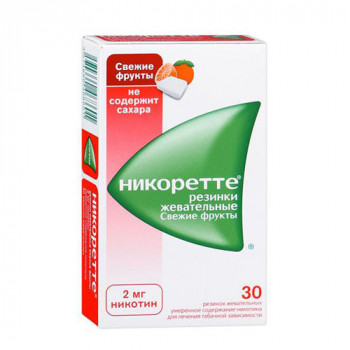 Свежие
фрукты
не
содержит
сахара
никоретте®
резинки
жевательные
Свежие фрукты
®
2 мг
никотин
30
резинок жевательных
умеренное содержание никотина
для лечения табачной зависимости
никоретте®